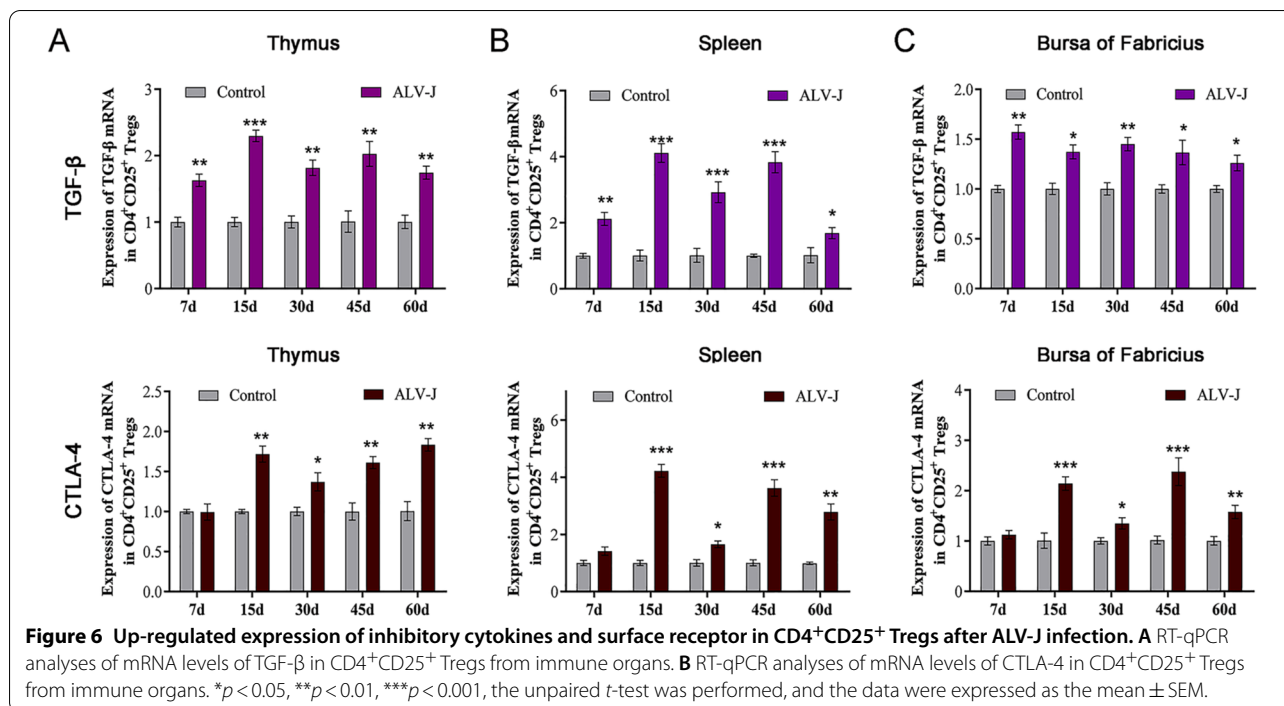 A
Thymus
TGF-β
Expression of TGF-β mRNA
in CD4⁺CD25⁺ Tregs
Control
ALV-J
3
2
1
0
**
***
**
**
**
7d
15d
30d
45d
60d
B
Spleen
Expression of TGF-βmRNA
in CD4⁺CD25⁺ Tregs
Control
ALV-J
6
4
2
0
**
***
***
***
*
7d
15d
30d
45d
60d
C
Bursa of Fabricius
Expression of TGF-β mRNA
in CD4⁺CD25⁺ Tregs
Control
ALV-J
2.0
1.5
1.0
0.5
0.0
**
*
**
*
*
7d
15d
30d
45d
60d
Thymus
CTLA-4
Expression of CTLA-4 mRNA
in CD4⁺CD25⁺ Tregs
Control
ALV-J
2.5
2.0
1.5
1.0
0.5
0.0
**
*
**
**
7d
15d
30d
45d
60d
Spleen
Expression of CTLA-4 mRNA
in CD4⁺CD25⁺ Tregs
Control
ALV-J
6
4
2
0
***
*
***
**
7d
15d
30d
45d
60d
Bursa of Fabricius
Expression of CTLA-4 mRNA
in CD4⁺CD25⁺ Tregs
Control
ALV-J
4
3
2
1
0
***
*
***
**
7d
15d
30d
45d
60d
Figure 6 Up-regulated expression of inhibitory cytokines and surface receptor in CD4⁺CD25⁺ Tregs after ALV-J infection. A RT-qPCR
analyses of mRNA levels of TGF-β in CD4⁺CD25⁺ Tregs from immune organs. B RT-qPCR analyses of mRNA levels of CTLA-4 in CD4⁺CD25⁺ Tregs
from immune organs. *p < 0.05, **p < 0.01, ***p < 0.001, the unpaired t-test was performed, and the data were expressed as the mean ± SEM.